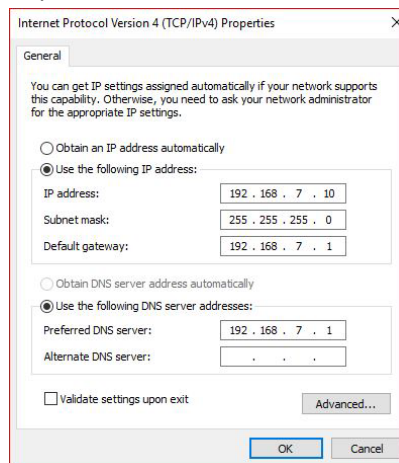 Internet Protocol Version 4 (TCP/IPv4) Properties
General
You can get IP settings assigned automatically if your network supports
this capability. Otherwise, you need to ask your network administrator
for the appropriate IP settings.
Obtain an IP address automatically
Use the following IP address:
IP address: 192 . 168 . 7 . 10
Subnet mask: 255 . 255 . 255 . 0
Default gateway: 192 . 168 . 7 . 1
Obtain DNS server address automatically
Use the following DNS server addresses:
Preferred DNS server: 192 . 168 . 7 . 1
Alternate DNS server: . . .
Validate settings upon exit
Advanced...
OK Cancel